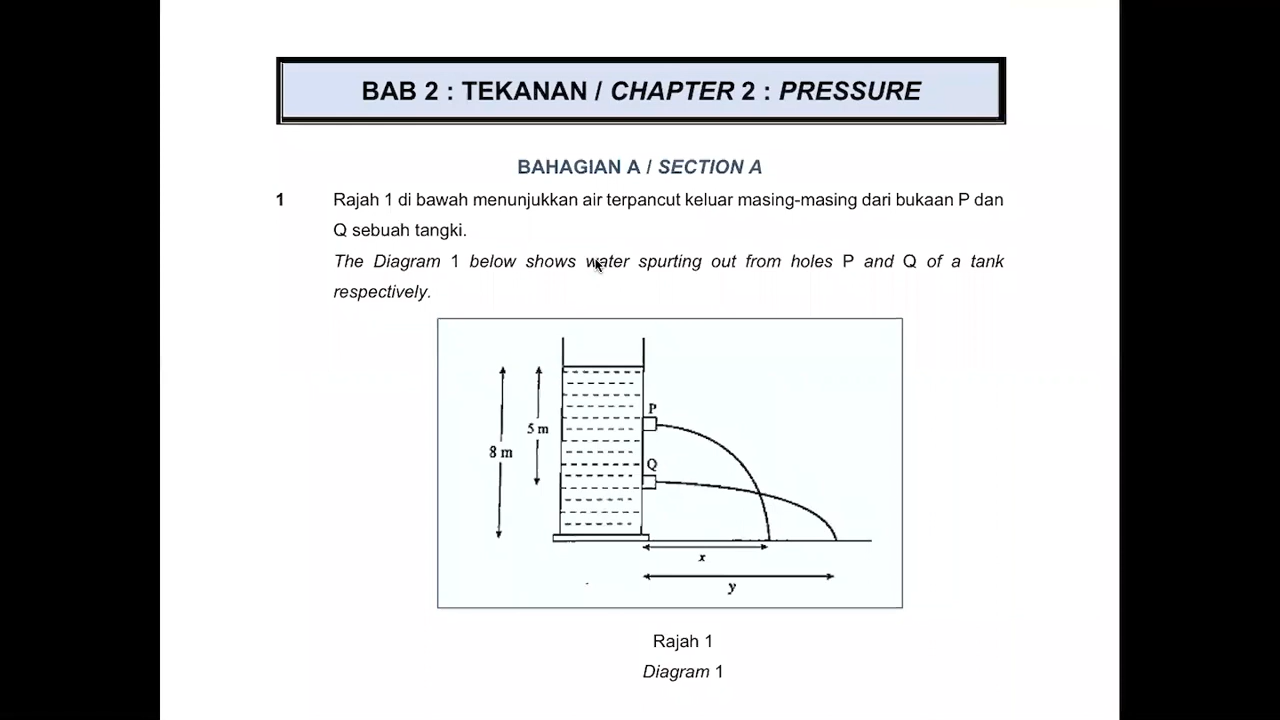 BAB 2 : TEKANAN / CHAPTER 2 : PRESSURE
BAHAGIAN A / SECTION A
1 Rajah 1 di bawah menunjukkan air terpancut keluar masing-masing dari bukaan P dan
Q sebuah tangki.
The Diagram 1 below shows water spurting out from holes P and Q of a tank
respectively.
P
5 m
8 m
Q
x
y
Rajah 1
Diagram 1